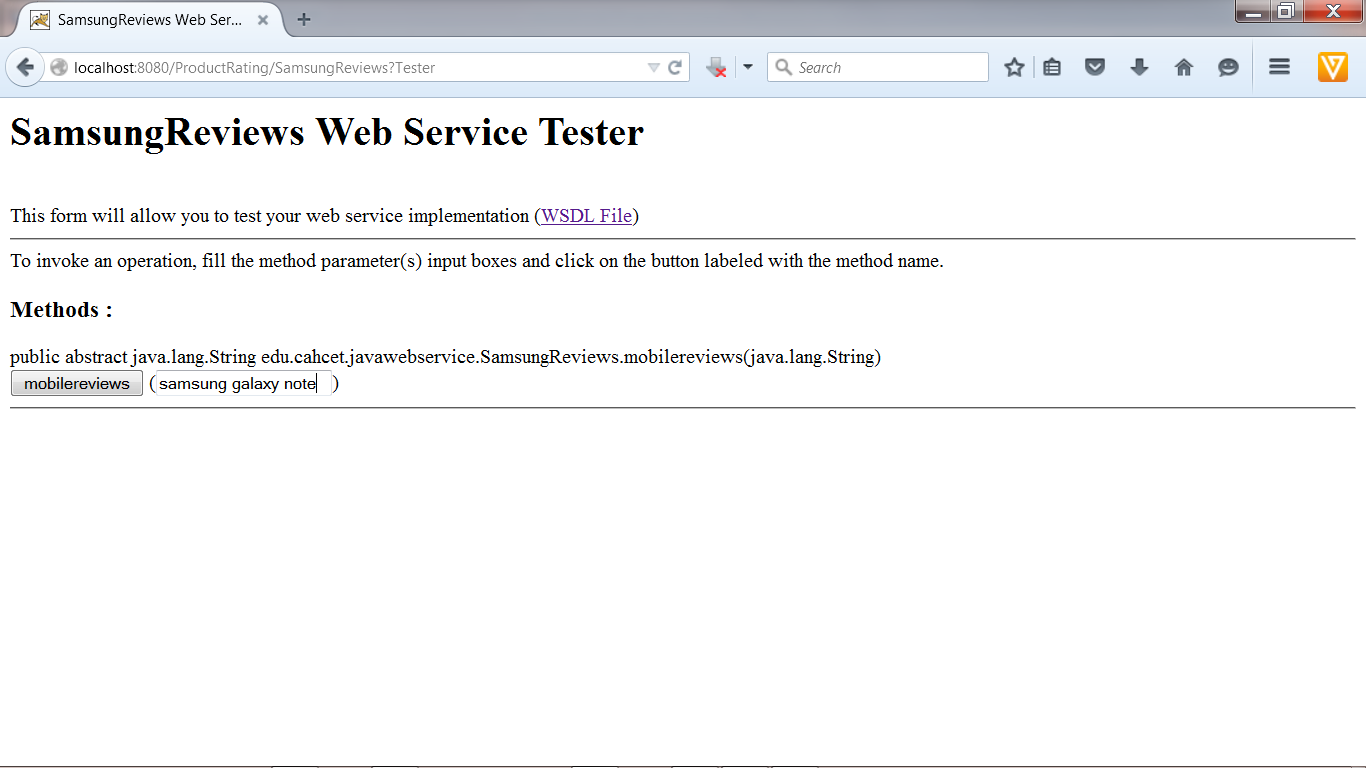 SamsungReviews Web Ser...
localhost:8080/ProductRating/SamsungReviews?Tester
Search
SamsungReviews Web Service Tester
This form will allow you to test your web service implementation (WSDL File)
To invoke an operation, fill the method parameter(s) input boxes and click on the button labeled with the method name.
Methods :
public abstract java.lang.String edu.cahcet.javawebservice.SamsungReviews.mobilereviews(java.lang.String)
mobilereviews (samsung galaxy note)